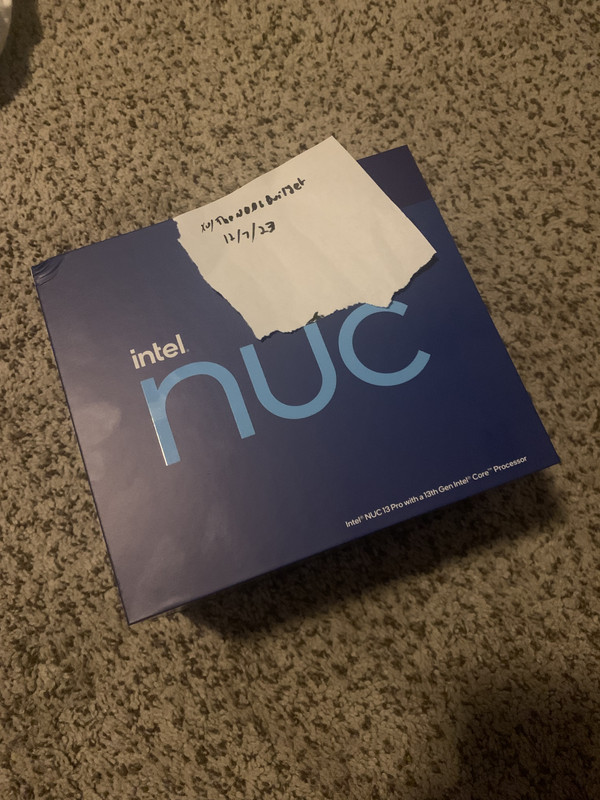 12/7/23
intel
nuc
Intel® NUC 13 Pro with a 13th Gen Intel® Core™ Processor